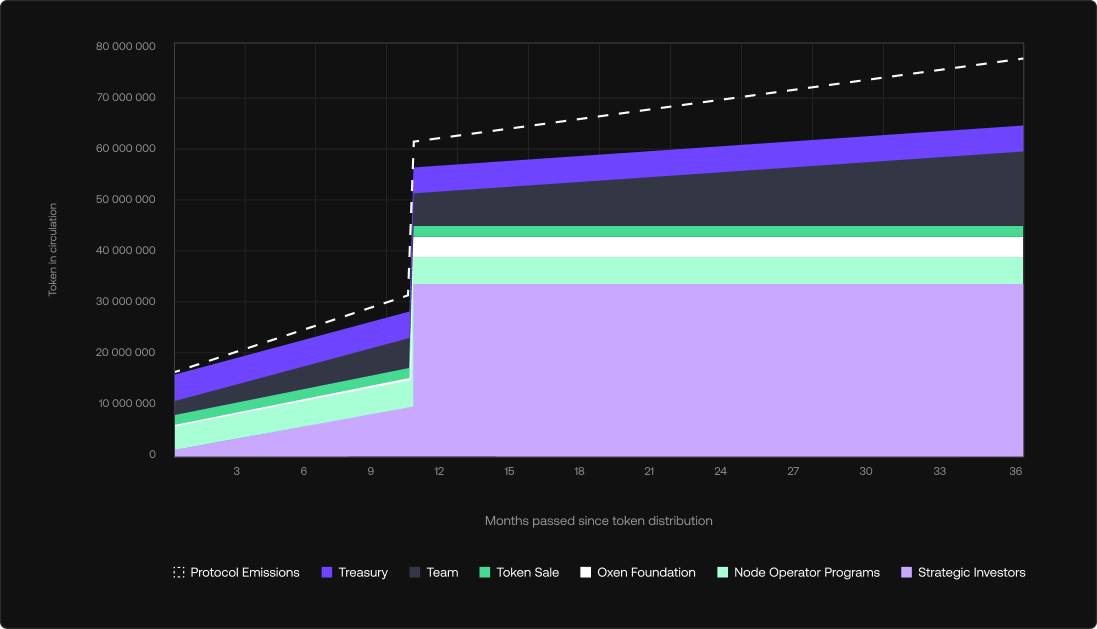 80 000 000
70 000 000
60 000 000
50 000 000
40 000 000
30 000 000
20 000 000
10 000 000
0
Token in circulation
3 6 9 12 15 18 21 24 27 30 33 36
Months passed since token distribution
Protocol Emissions Treasury Team Token Sale Oxen Foundation Node Operator Programs Strategic Investors